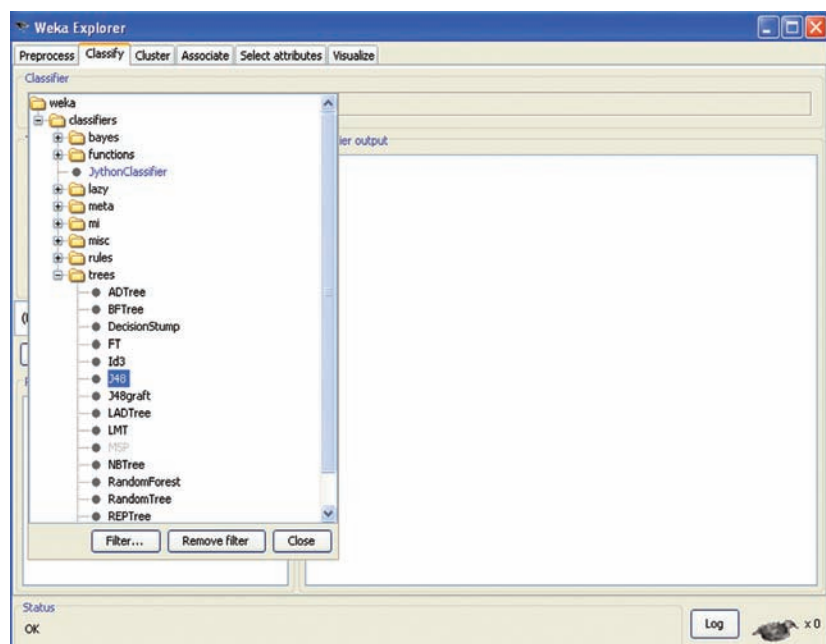 Weka Explorer
Preprocess Classify Cluster Associate Select attributes Visualize
Classifier
weka
classifiers
bayes
functions
JythonClassifier
lazy
meta
mi
misc
rules
trees
ADTree
BFTree
DecisionStump
FT
Id3
J48
J48graft
LADTree
LMT
M5P
NBTree
RandomForest
RandomTree
REPTree
Filter... Remove filter Close
output
Status
OK
Log x 0